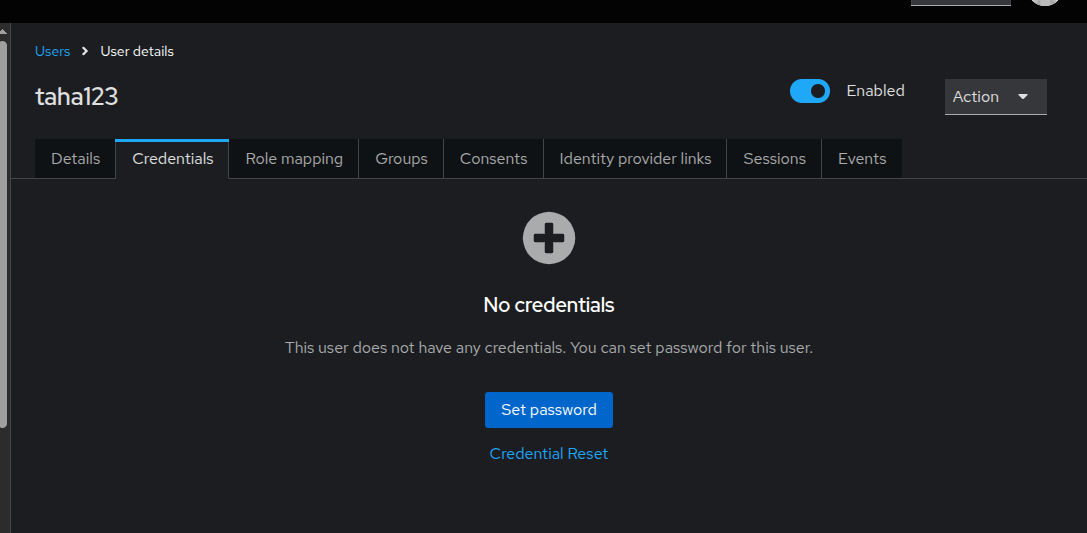 Users > User details
taha123
Enabled
Action
Details Credentials Role mapping Groups Consents Identity provider links Sessions Events
No credentials
This user does not have any credentials. You can set password for this user.
Set password
Credential Reset